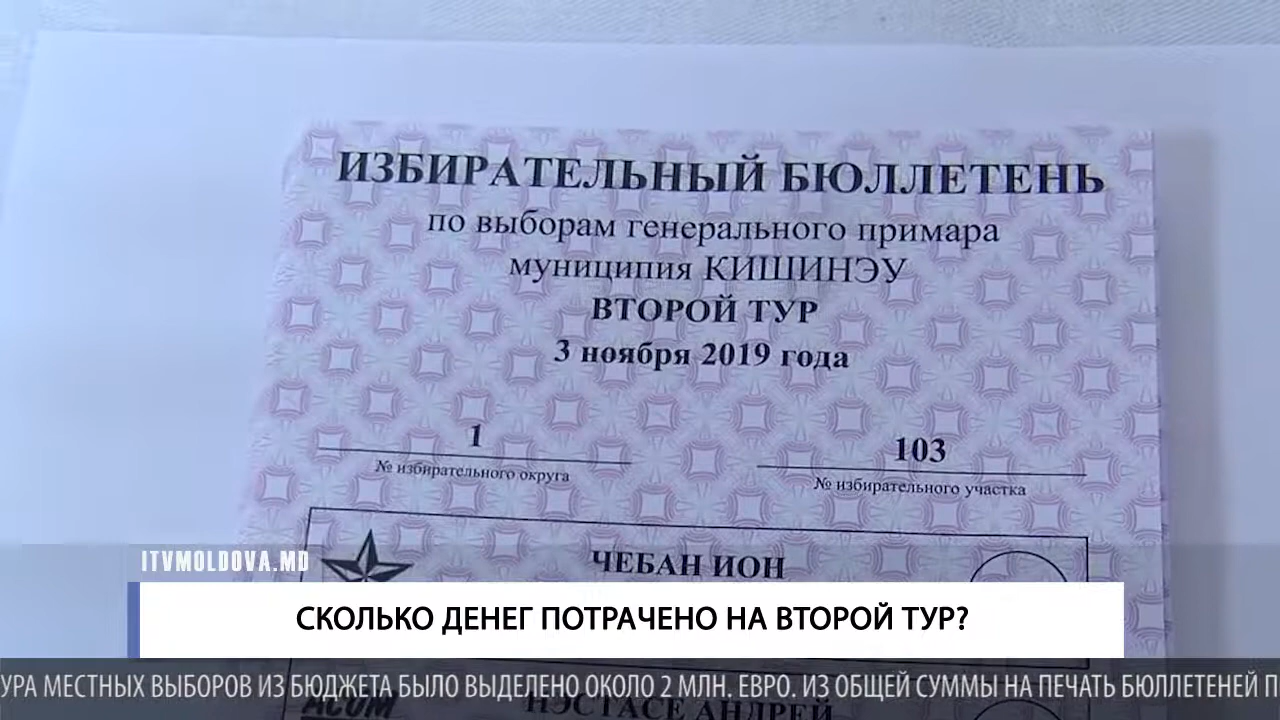 ИЗБИРАТЕЛЬНЫЙ БЮЛЛЕТЕНЬ
по выборам генерального примара
муниципия КИШИНЭУ
ВТОРОЙ ТУР
3 ноября 2019 года
1
№ избирательного округа
103
№ избирательного участка
ЧЕБАН ИОН
ITVMOLDOVA.MD
СКОЛЬКО ДЕНЕГ ПОТРАЧЕНО НА ВТОРОЙ ТУР?
УРА МЕСТНЫХ ВЫБОРОВ ИЗ БЮДЖЕТА БЫЛО ВЫДЕЛЕНО ОКОЛО 2 МЛН. ЕВРО. ИЗ ОБЩЕЙ СУММЫ НА ПЕЧАТЬ БЮЛЛЕТЕНЕЙ П
ACUM
НЭСТАСЕ АНДРЕЙ